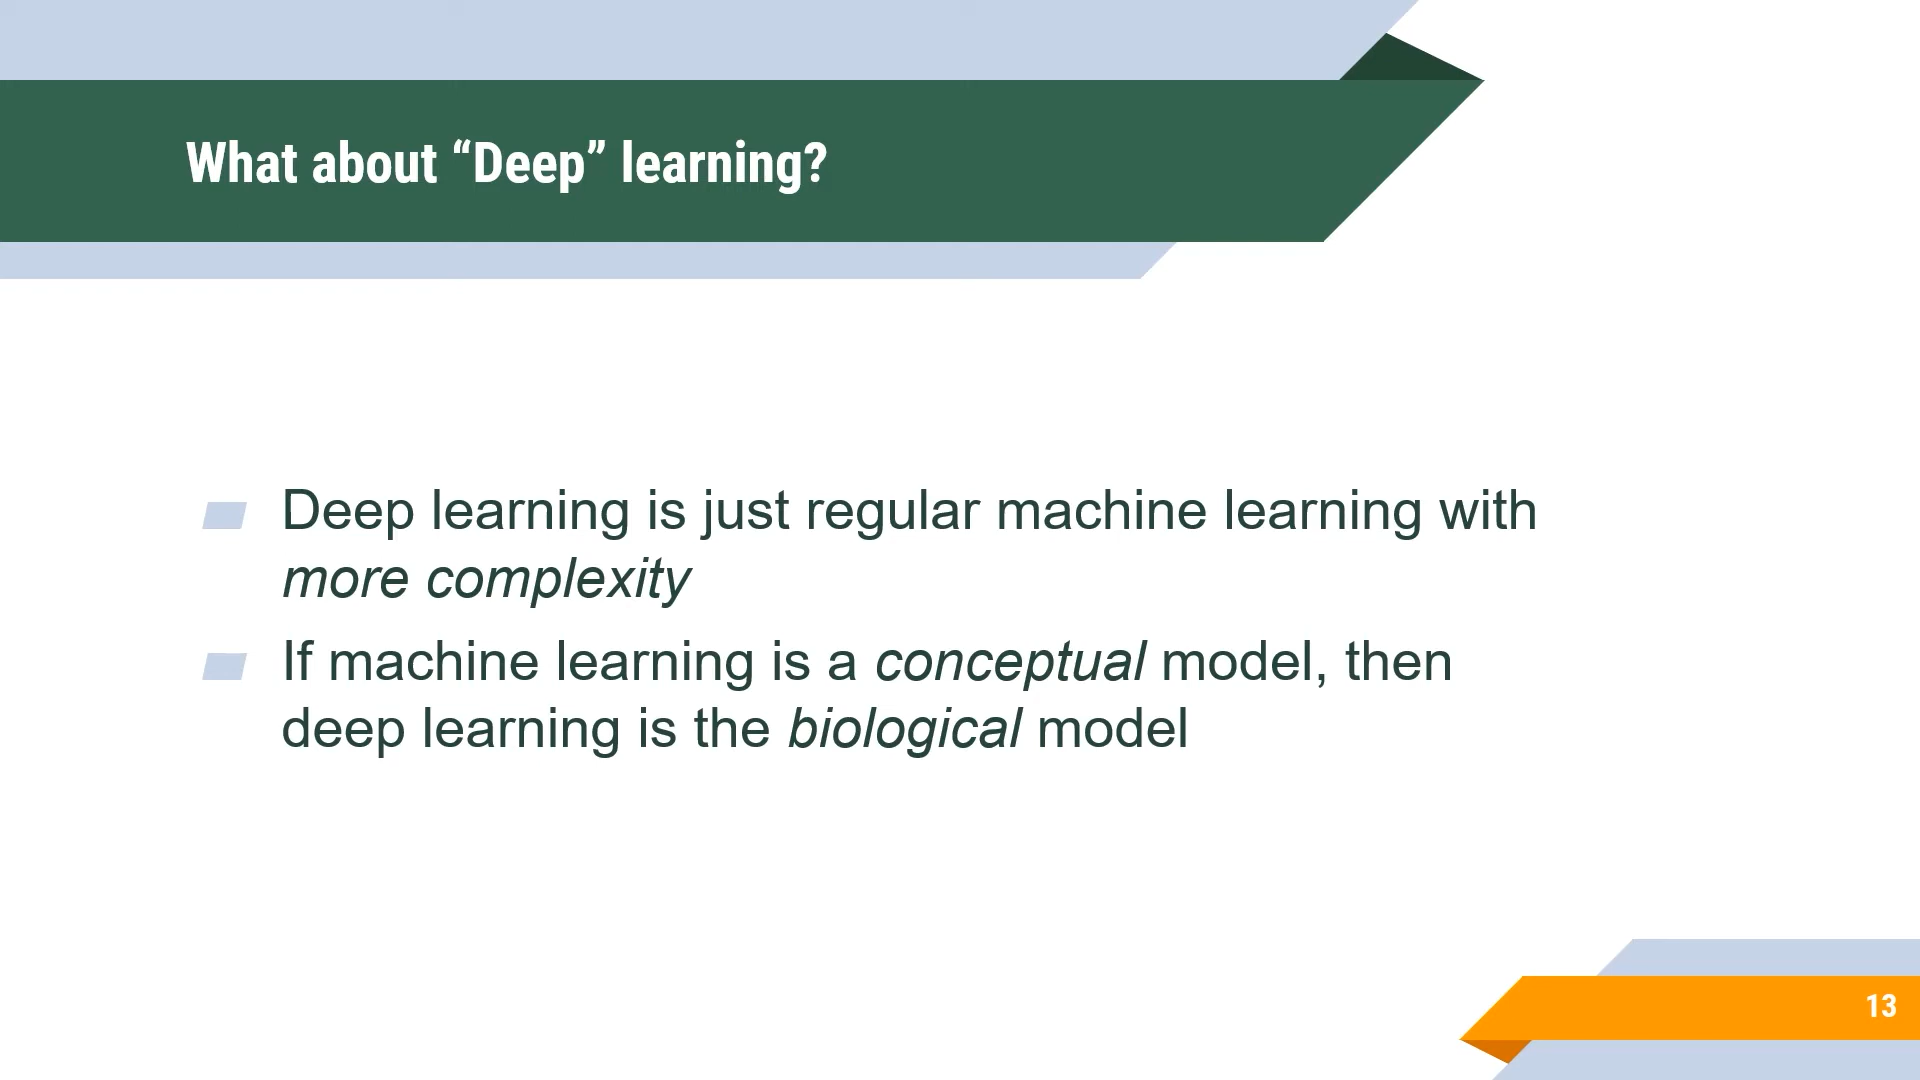 What about “Deep” learning?
Deep learning is just regular machine learning with
more complexity
If machine learning is a conceptual model, then
deep learning is the biological model
13